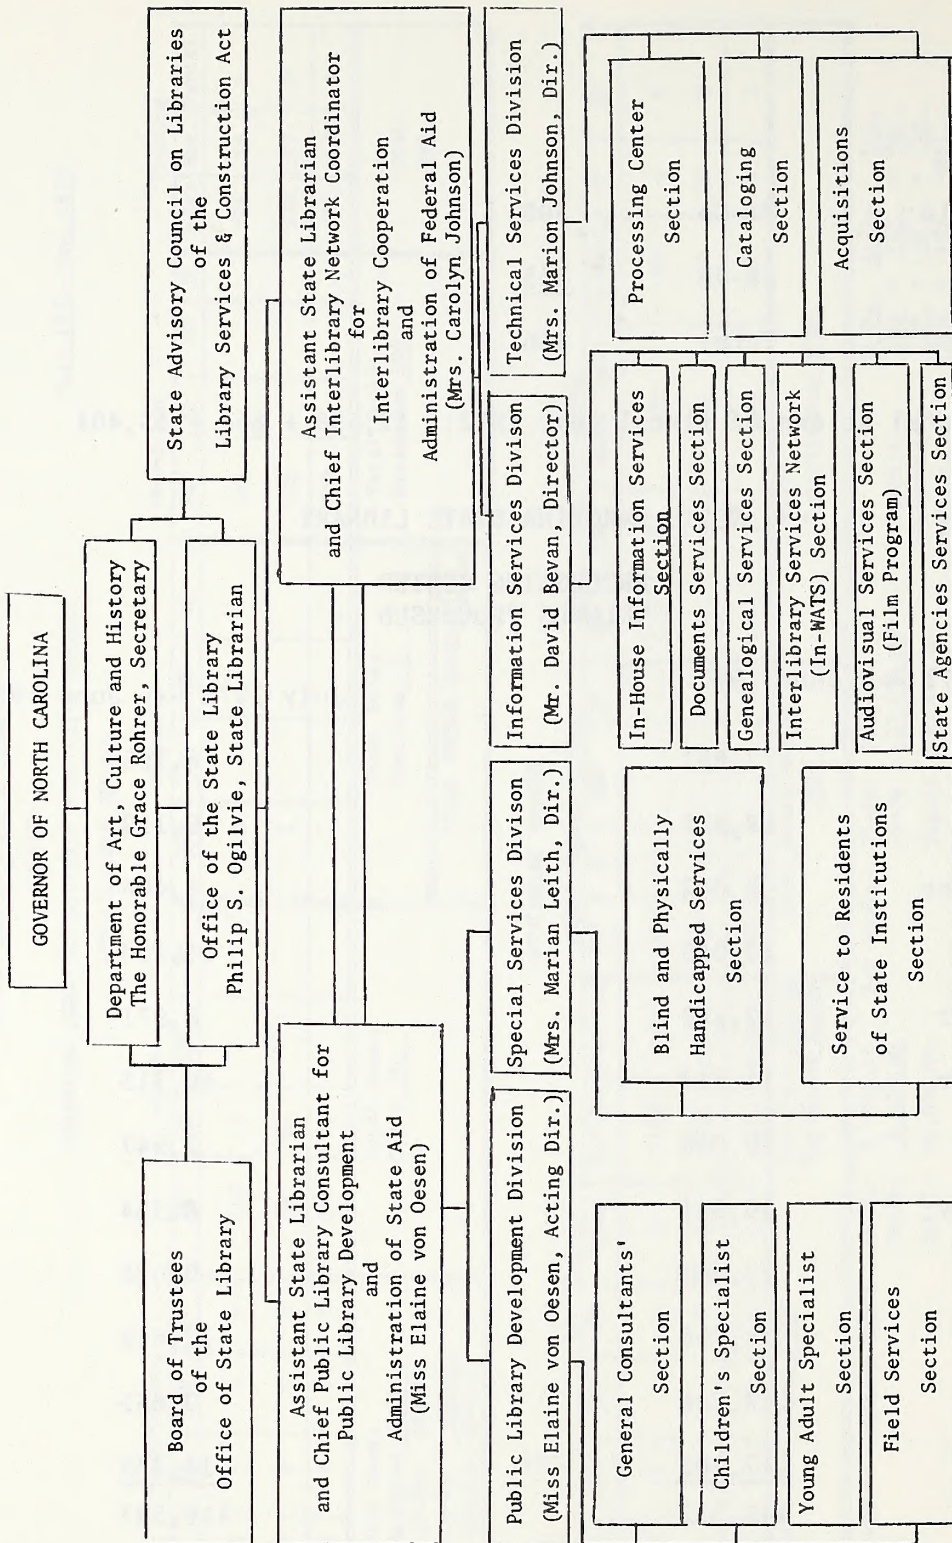 GOVERNOR OF NORTH CAROLINA
Board of Trustees
of the
Office of State Library
Department of Art, Culture and History
The Honorable Grace Rohrer, Secretary
Office of the State Library
Philip S. Ogilvie, State Librarian
State Advisory Council on Libraries
of the
Library Services & Construction Act
Assistant State Librarian
and Chief Public Library Consultant for
Public Library Development
and
Administration of State Aid
(Miss Elaine von Oesen)
Assistant State Librarian
and Chief Interlibrary Network Coordinator
for
Interlibrary Cooperation
and
Administration of Federal Aid
(Mrs. Carolyn Johnson)
Public Library Development Division
(Miss Elaine von Oesen, Acting Dir.)
Special Services Divison
(Mrs. Marian Leith, Dir.)
Information Services Divison
(Mr. David Bevan Director)
Technical Services Division
(Mrs. Marion Johnson, Dir.)
General Consultants'
Section
Children's Specialist
Section
Young Adult Specialist
Section
Field Services
Section
Blind and Physically
Handicapped Services
Section
Service to Residents
of State Institutions
Section
In-House Information Services
Section
Documents Services Section
Genealogical Services Section
Interlibrary Services Network
(In-WATS) Section
Audiovisual Services Section
(Film Program)
State Agencies Services Section
Processing Center
Section
Cataloging
Section
Acquisitions
Section